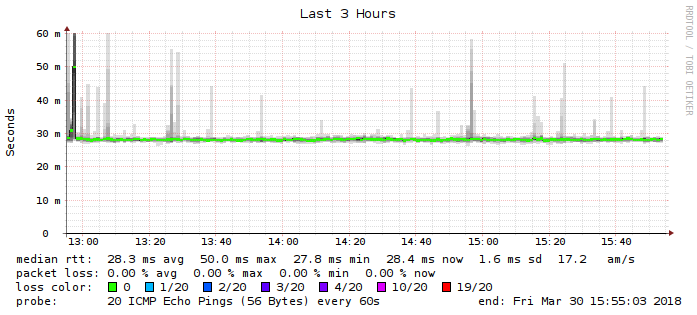 Last 3 Hours
RRDTOOL / TOBI OETIKER
Seconds
60 m
50 m
40 m
30 m
20 m
10 m
0
13:00 13:20 13:40 14:00 14:20 14:40 15:00 15:20 15:40
median rtt: 28.3 ms avg 50.0 ms max 27.8 ms min 28.4 ms now 1.6 ms sd 17.2 am/s
packet loss: 0.00 % avg 0.00 % max 0.00 % min 0.00 % now
loss color: 0 1/20 2/20 3/20 4/20 10/20 19/20
probe: 20 ICMP Echo Pings (56 Bytes) every 60s end: Fri Mar 30 15:55:03 2018